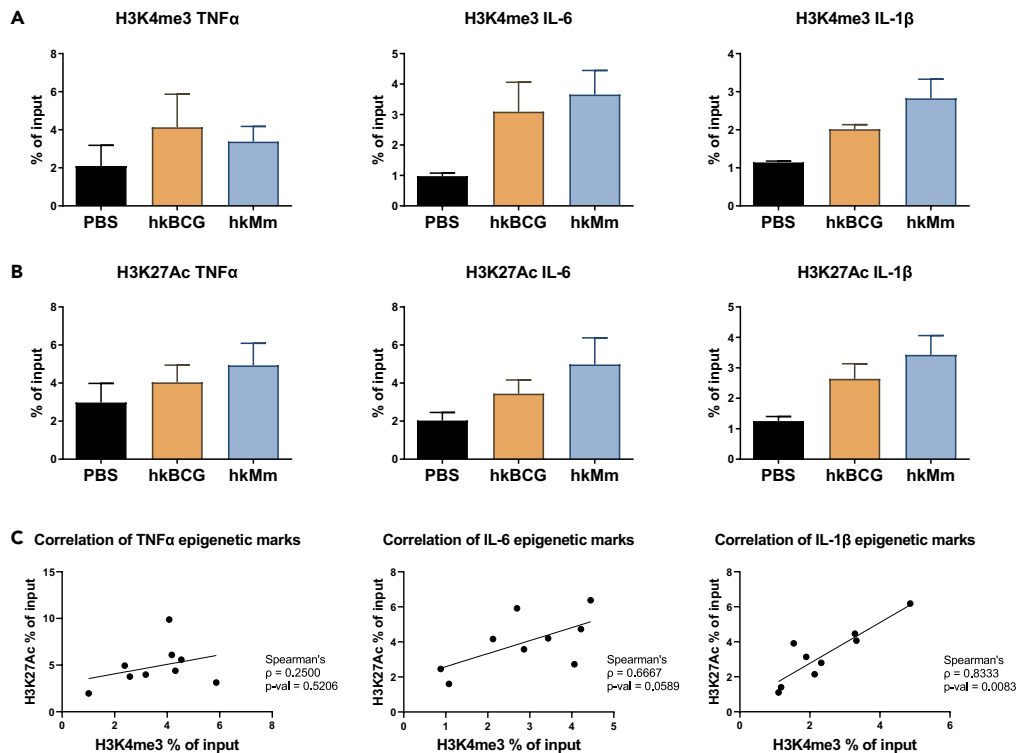 A
H3K4me3 TNFα
H3K4me3 IL-6
H3K4me3 IL-1β
% of input
8
6
4
2
0
PBS hkBCG hkMm
% of input
5
4
3
2
1
0
PBS hkBCG hkMm
% of input
4
3
2
1
0
PBS hkBCG hkMm
B
H3K27Ac TNFα
H3K27Ac IL-6
H3K27Ac IL-1β
% of input
8
6
4
2
0
PBS hkBCG hkMm
% of input
8
6
4
2
0
PBS hkBCG hkMm
% of input
5
4
3
2
1
0
PBS hkBCG hkMm
C
Correlation of TNFα epigenetic marks
Correlation of IL-6 epigenetic marks
Correlation of IL-1β epigenetic marks
H3K27Ac % of input
15
10
5
0
Spearman's
ρ = 0.2500
p-val = 0.5206
0 2 4 6 8
H3K4me3 % of input
H3K27Ac % of input
8
6
4
2
0
Spearman's
ρ = 0.6667
p-val = 0.0589
0 1 2 3 4 5
H3K4me3 % of input
H3K27Ac % of input
8
6
4
2
0
Spearman's
ρ = 0.8333
p-val = 0.0083
0 2 4 6
H3K4me3 % of input